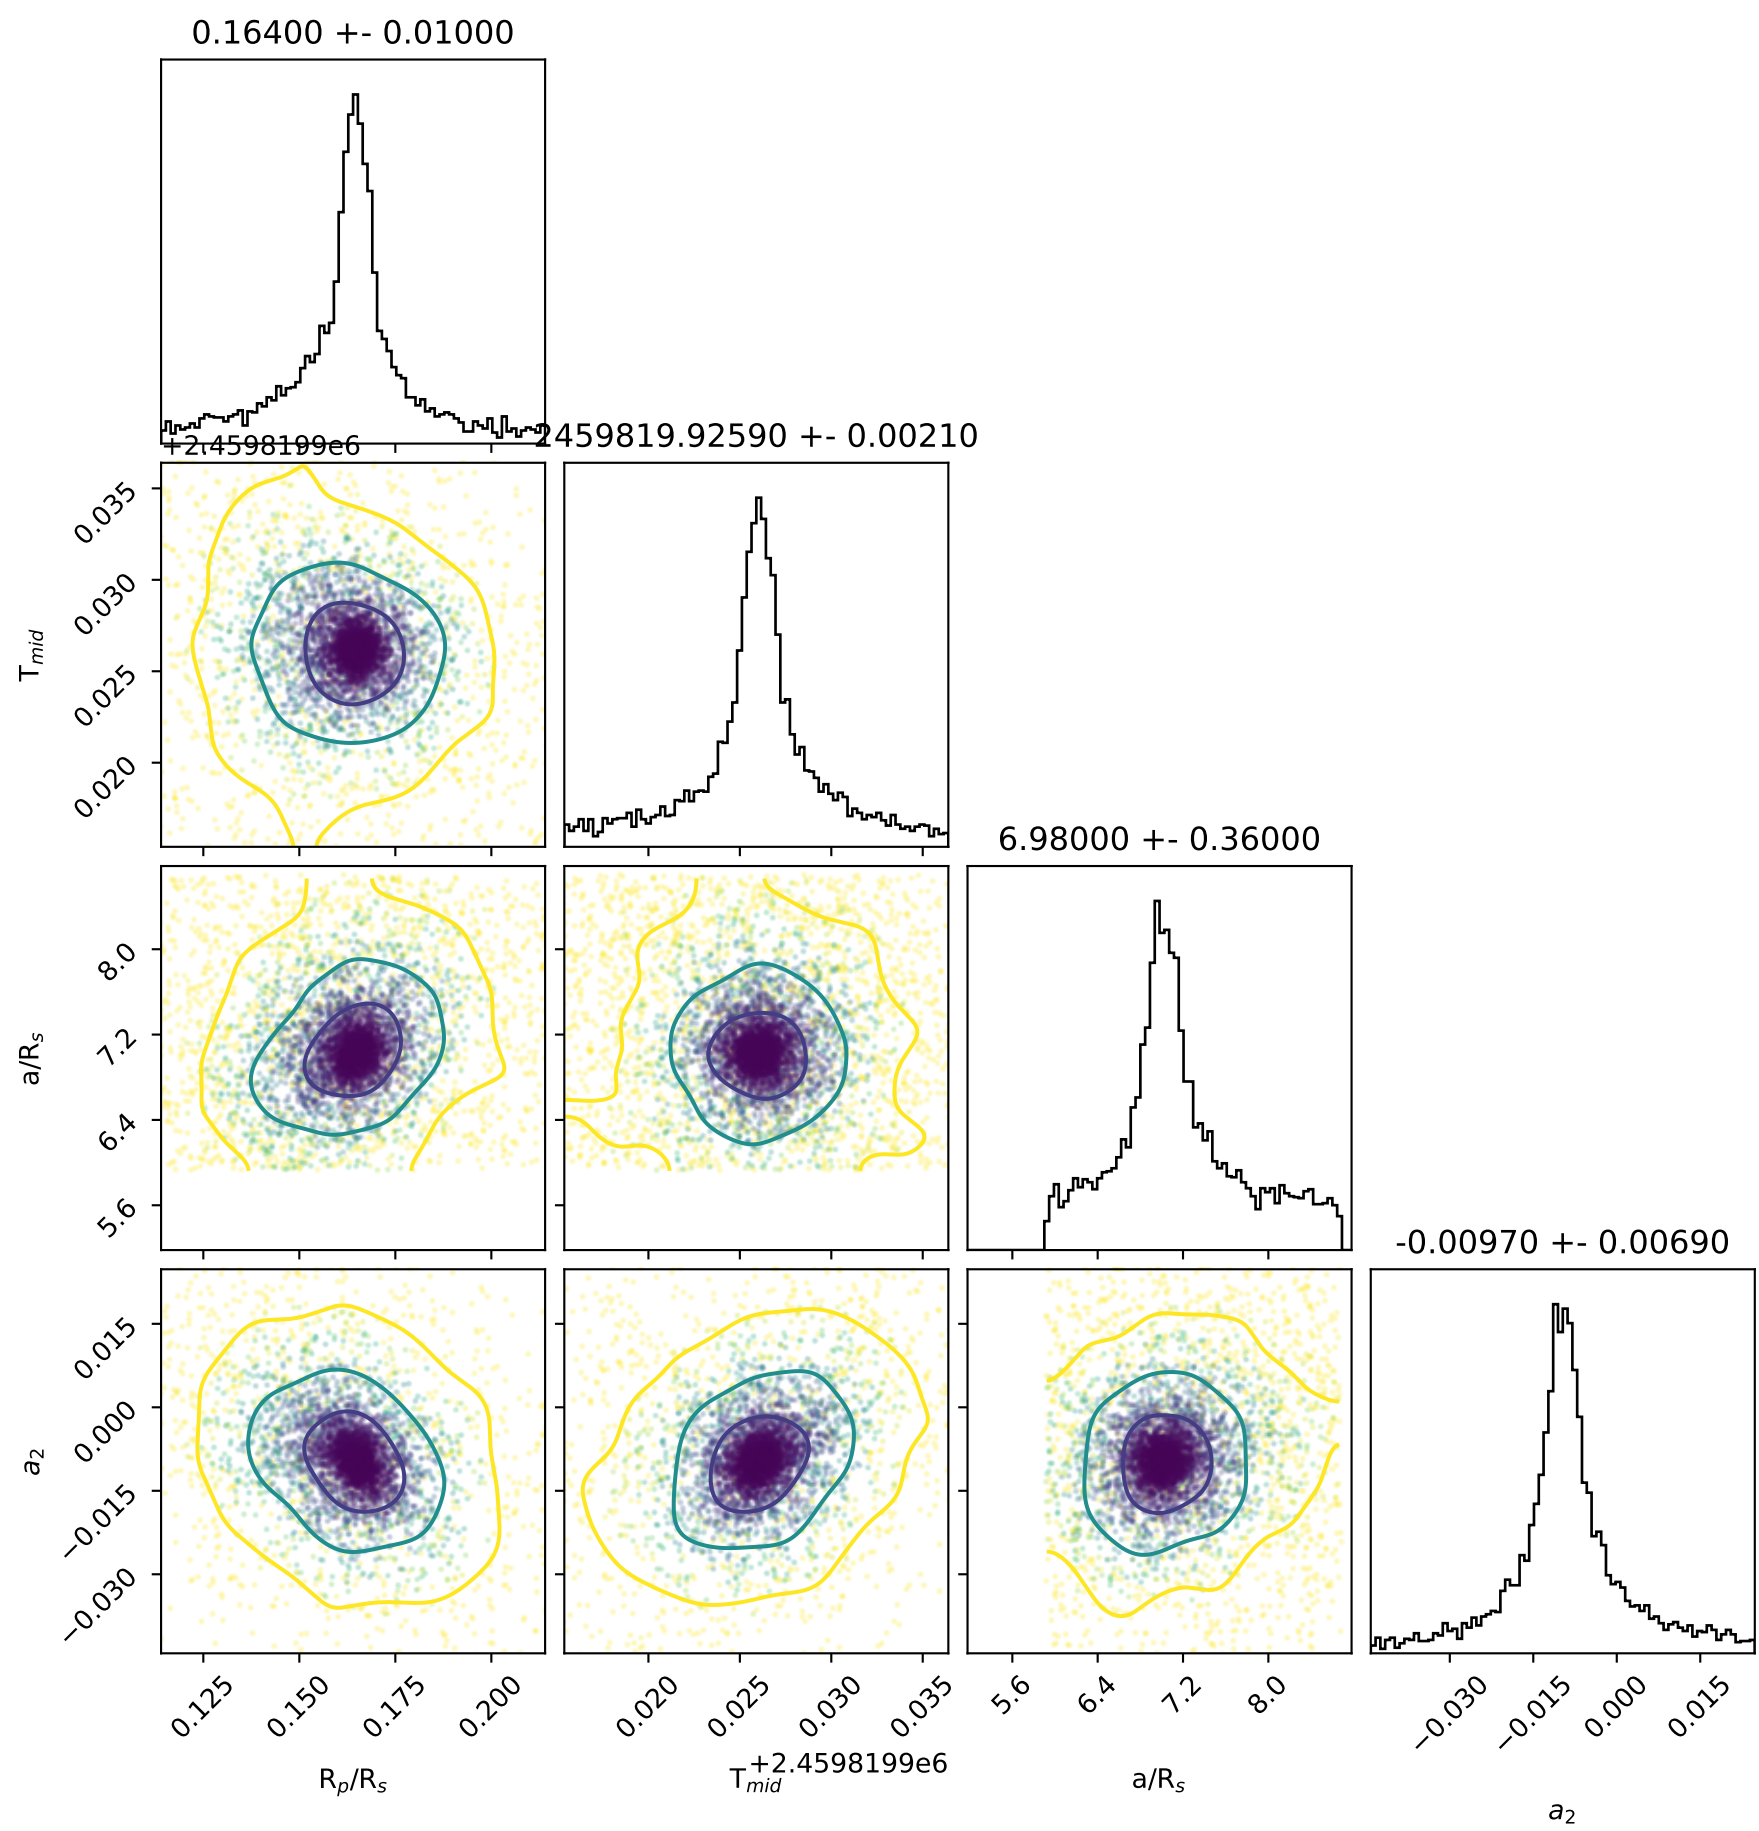 0.16400 +- 0.01000
+2.4598199e6
2459819.92590 +- 0.00210
0.035
0.030
0.025
0.020
T_mid
6.98000 +- 0.36000
8.0
7.2
6.4
5.6
a/R_s
-0.00970 +- 0.00690
0.015
0.000
−0.015
−0.030
a_2
0.125 0.150 0.175 0.200
0.020 0.025 0.030 0.035
5.6 6.4 7.2 8.0
−0.030 −0.015 0.000 0.015
+2.4598199e6
R_p/R_s
T_mid
a/R_s
a_2